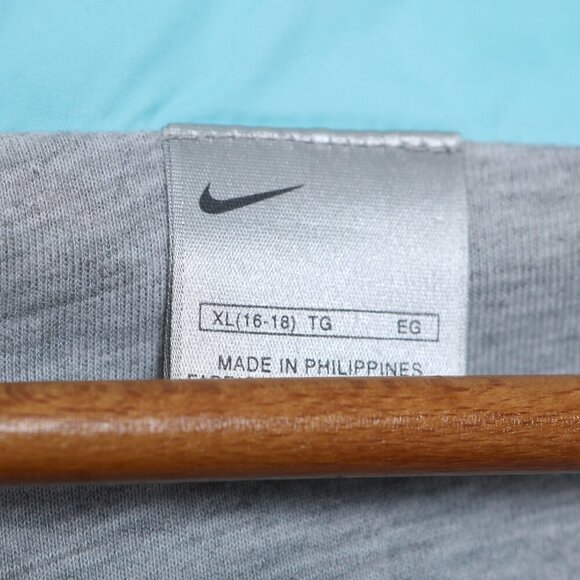 XL(16-18) TG EG
MADE IN PHILIPPINES